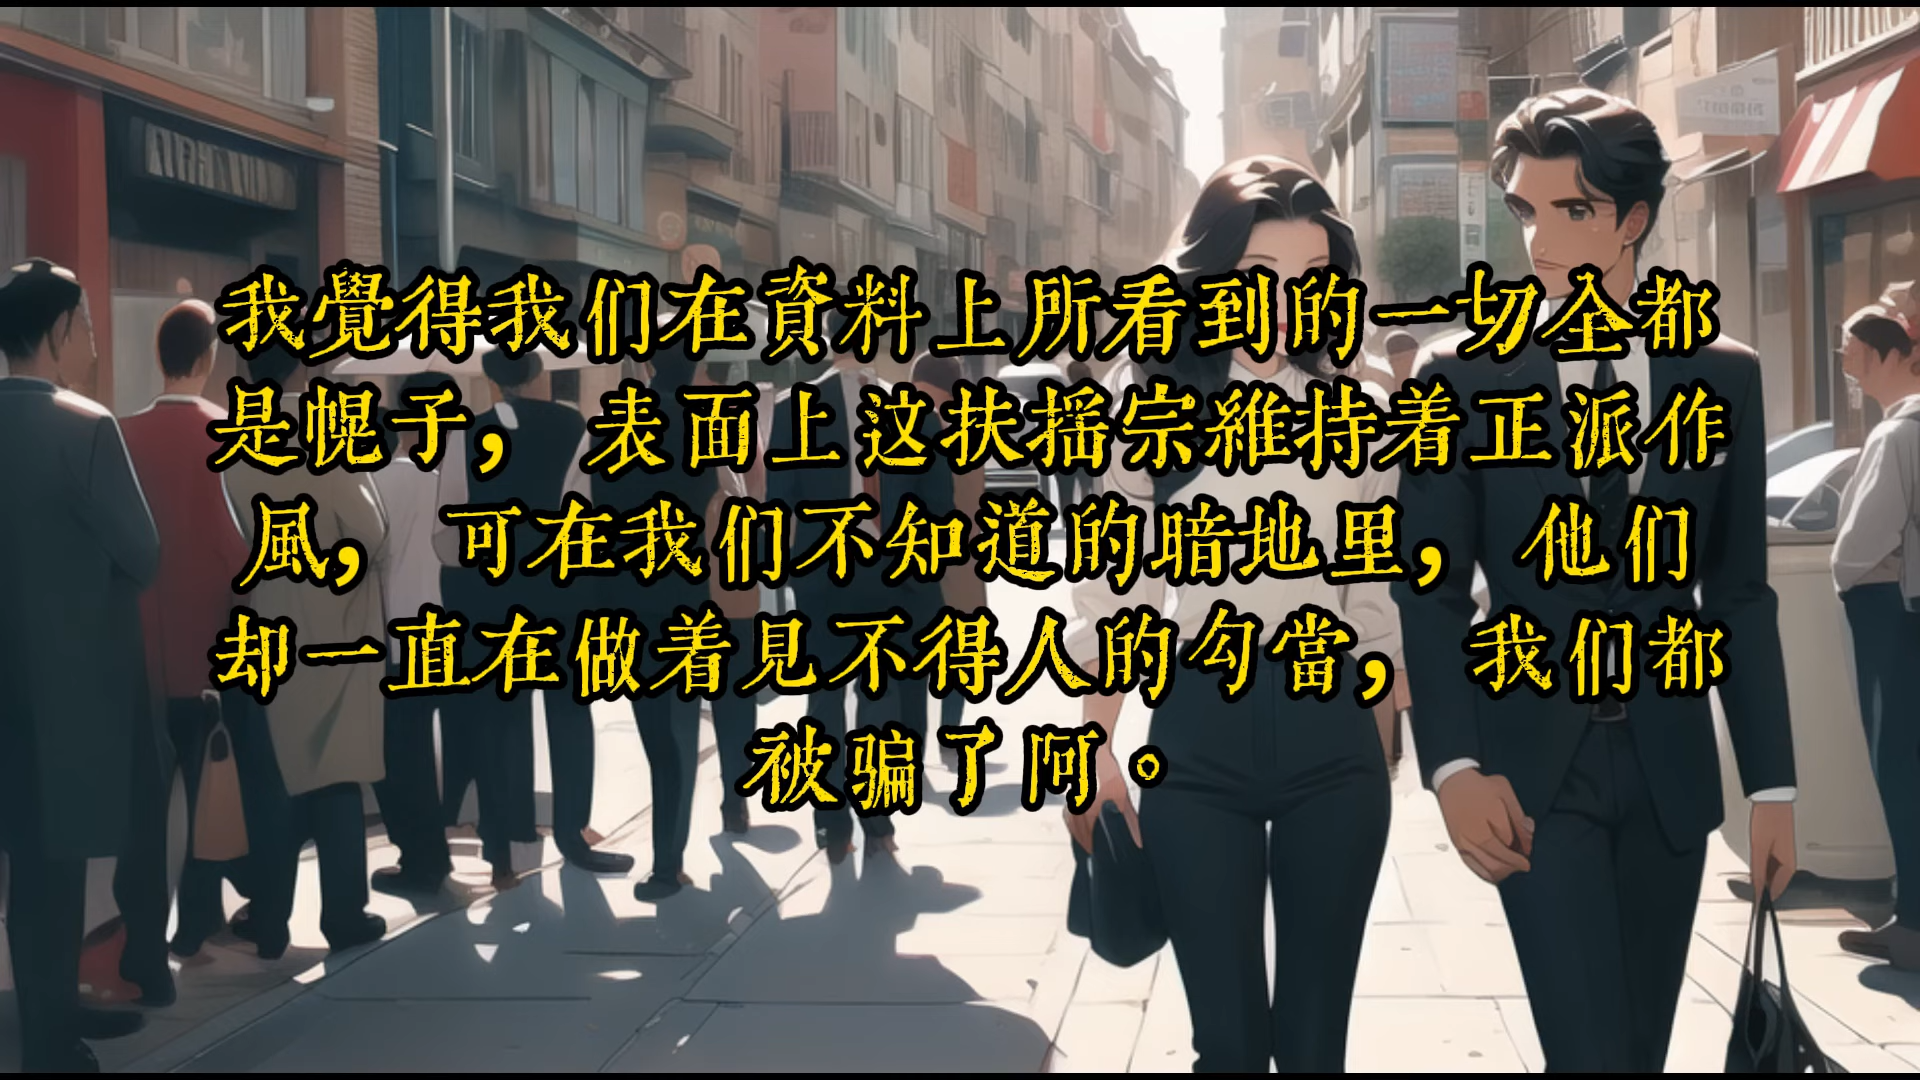 我覺得我们在資料上所看到的一切全都
是幌子，表面上这扶摇宗維持着正派作
風，可在我们不知道的暗地里，他们
却一直在做着見不得人的勾當，我们都
被骗了阿。